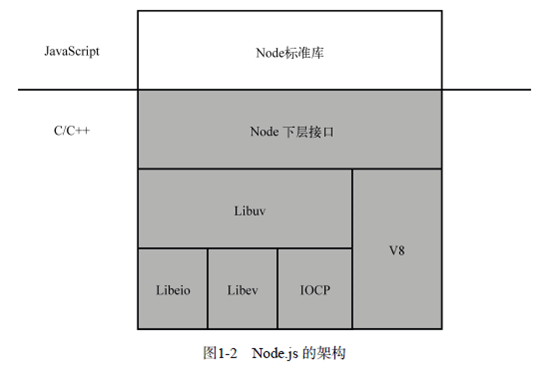 JavaScript
Node标准库
C/C++
Node 下层接口
Libuv
V8
Libeio
Libev
IOCP
图1-2 Node.js 的架构